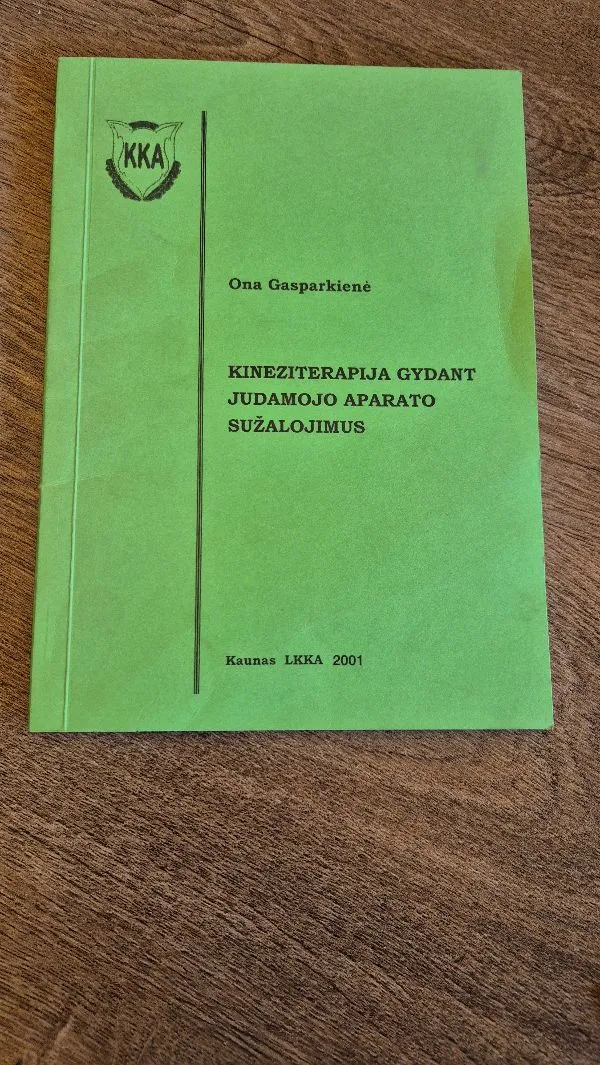 KKA
Ona Gasparkienė
KINEZITERAPIJA GYDANT
JUDAMOJO APARATO
SUŽALOJIMUS
Kaunas LKKA 2001